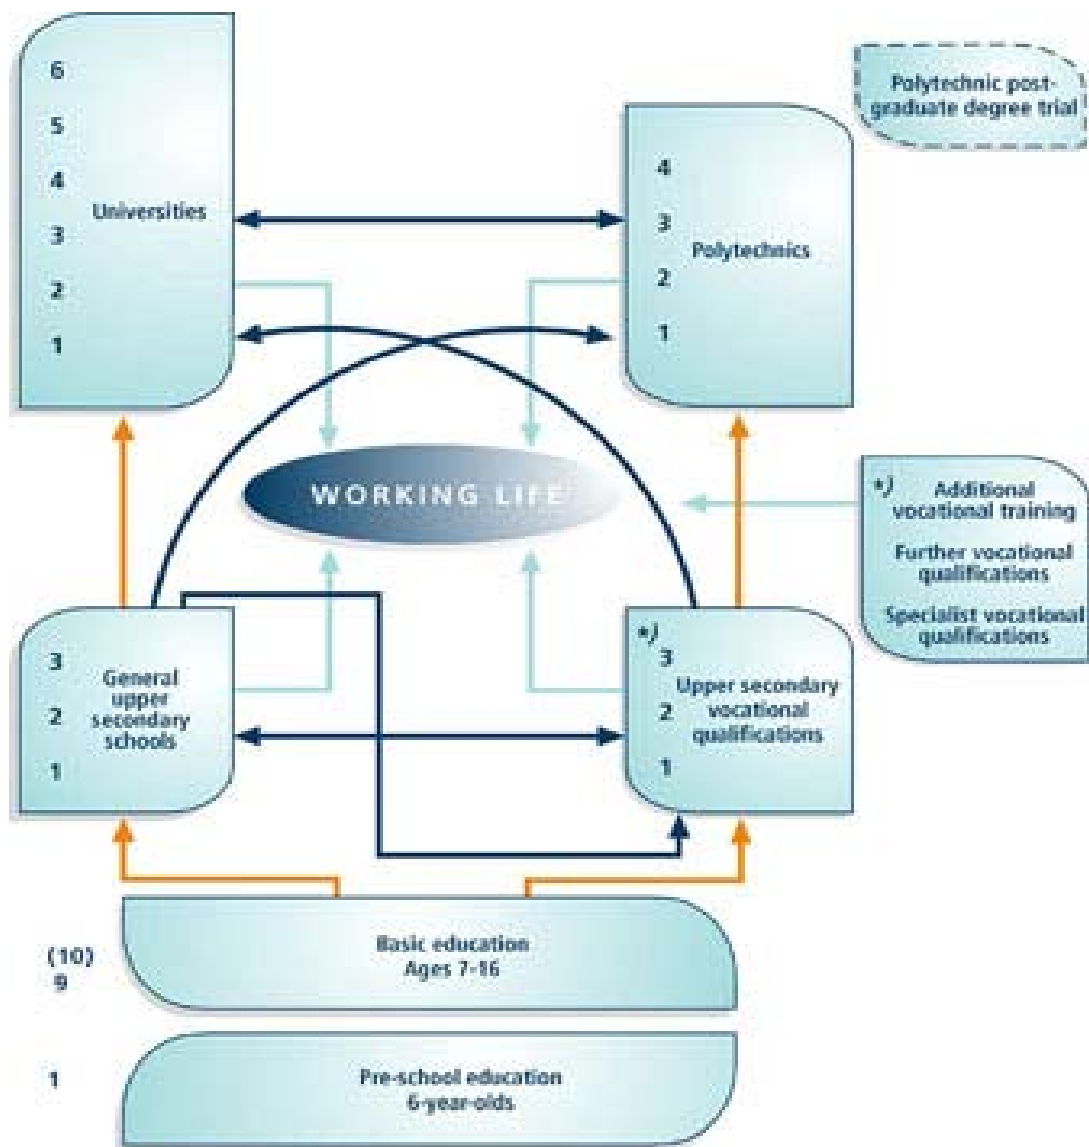 6
5
4
Universities
3
2
1
Polytechnic post-
graduate degree trial
4
3
Polytechnics
2
1
WORKING LIFE
*) Additional
vocational training
Further vocational
qualifications
Specialist vocational
qualifications
3
General
upper
secondary
schools
2
1
*)
3
Upper secondary
vocational
qualifications
2
1
(10)
9
Basic education
Ages 7-16
1
Pre-school education
6-year-olds